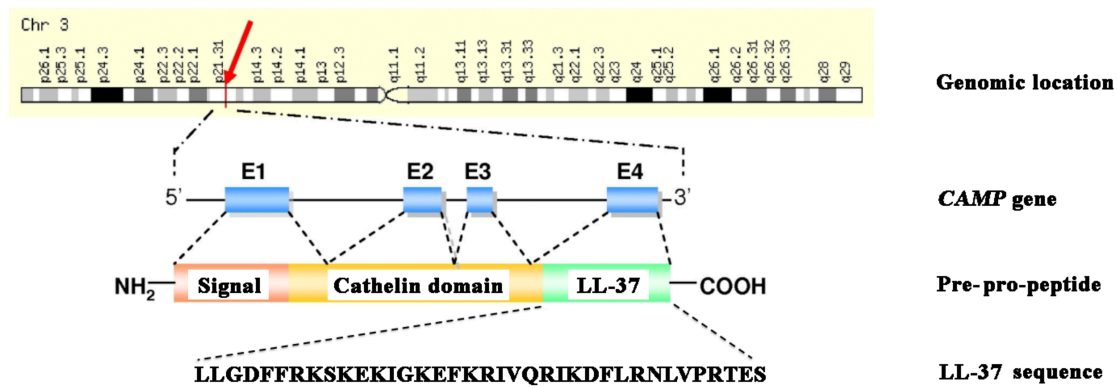 Chr 3
p26.1 p25.3 p25.1 p24.3 p24.1 p22.3 p22.2 p22.1 p21.31 p14.3 p14.2 p14.1 p13 p12.3 q11.1 q11.2 q13.11 q13.13 q13.31 q13.33 q21.3 q22.1 q22.3 q23 q24 q25.1 q25.2 q26.1 q26.2 q26.31 q26.32 q26.33 q28 q29
Genomic location
E1 E2 E3 E4
5' 3'
CAMP gene
NH2 Signal Cathelin domain LL-37 COOH
Pre-pro-peptide
LLGDFFRKSKEKIGKEFKRIVQRIKDFLRNLVPRTES
LL-37 sequence